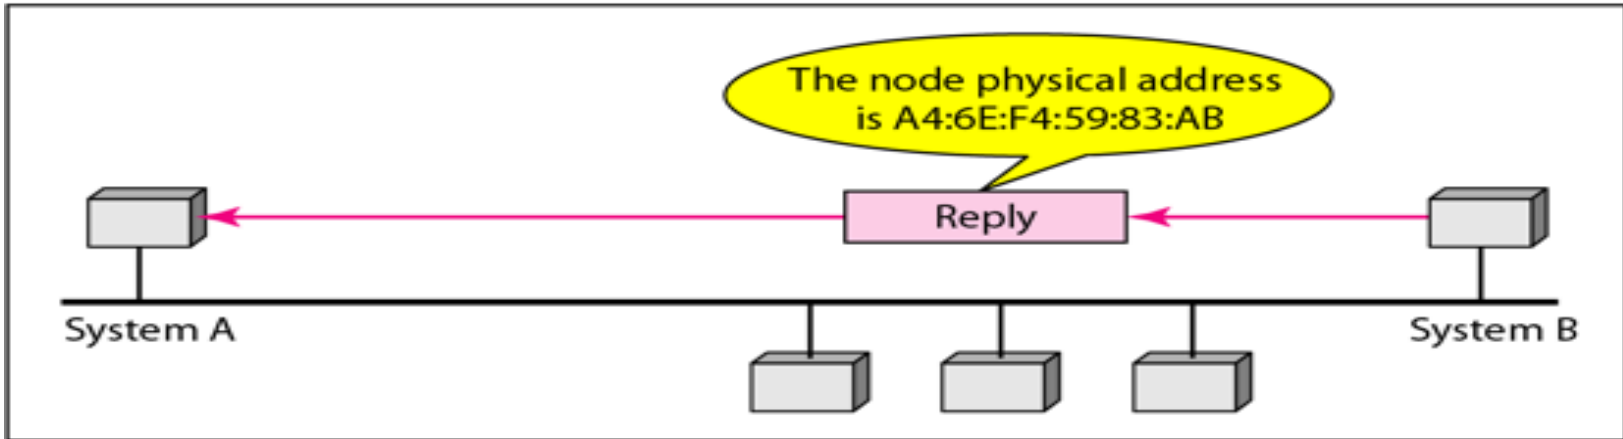 The node physical address
is A4:6E:F4:59:83:AB
Reply
System A
System B